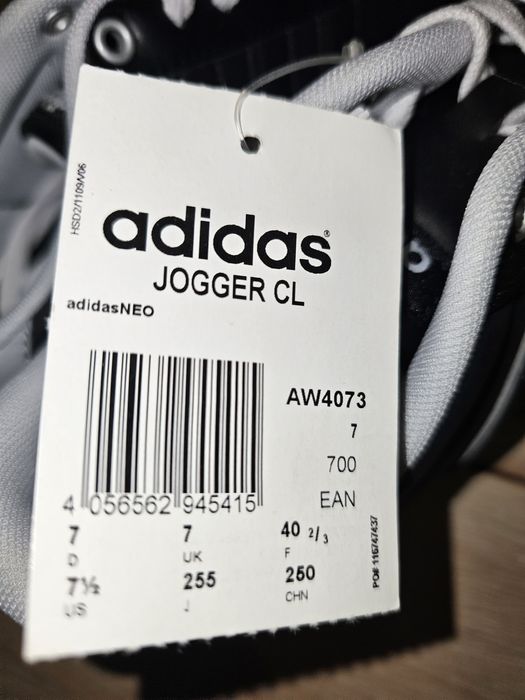 HSD2/1109/V06
adidas®
JOGGER CL
adidasNEO
AW4073
7
700
EAN
4 056562 945415
7 7 40 2/3
D UK F
7½ 255 250
US J CHN
PO# 116747437